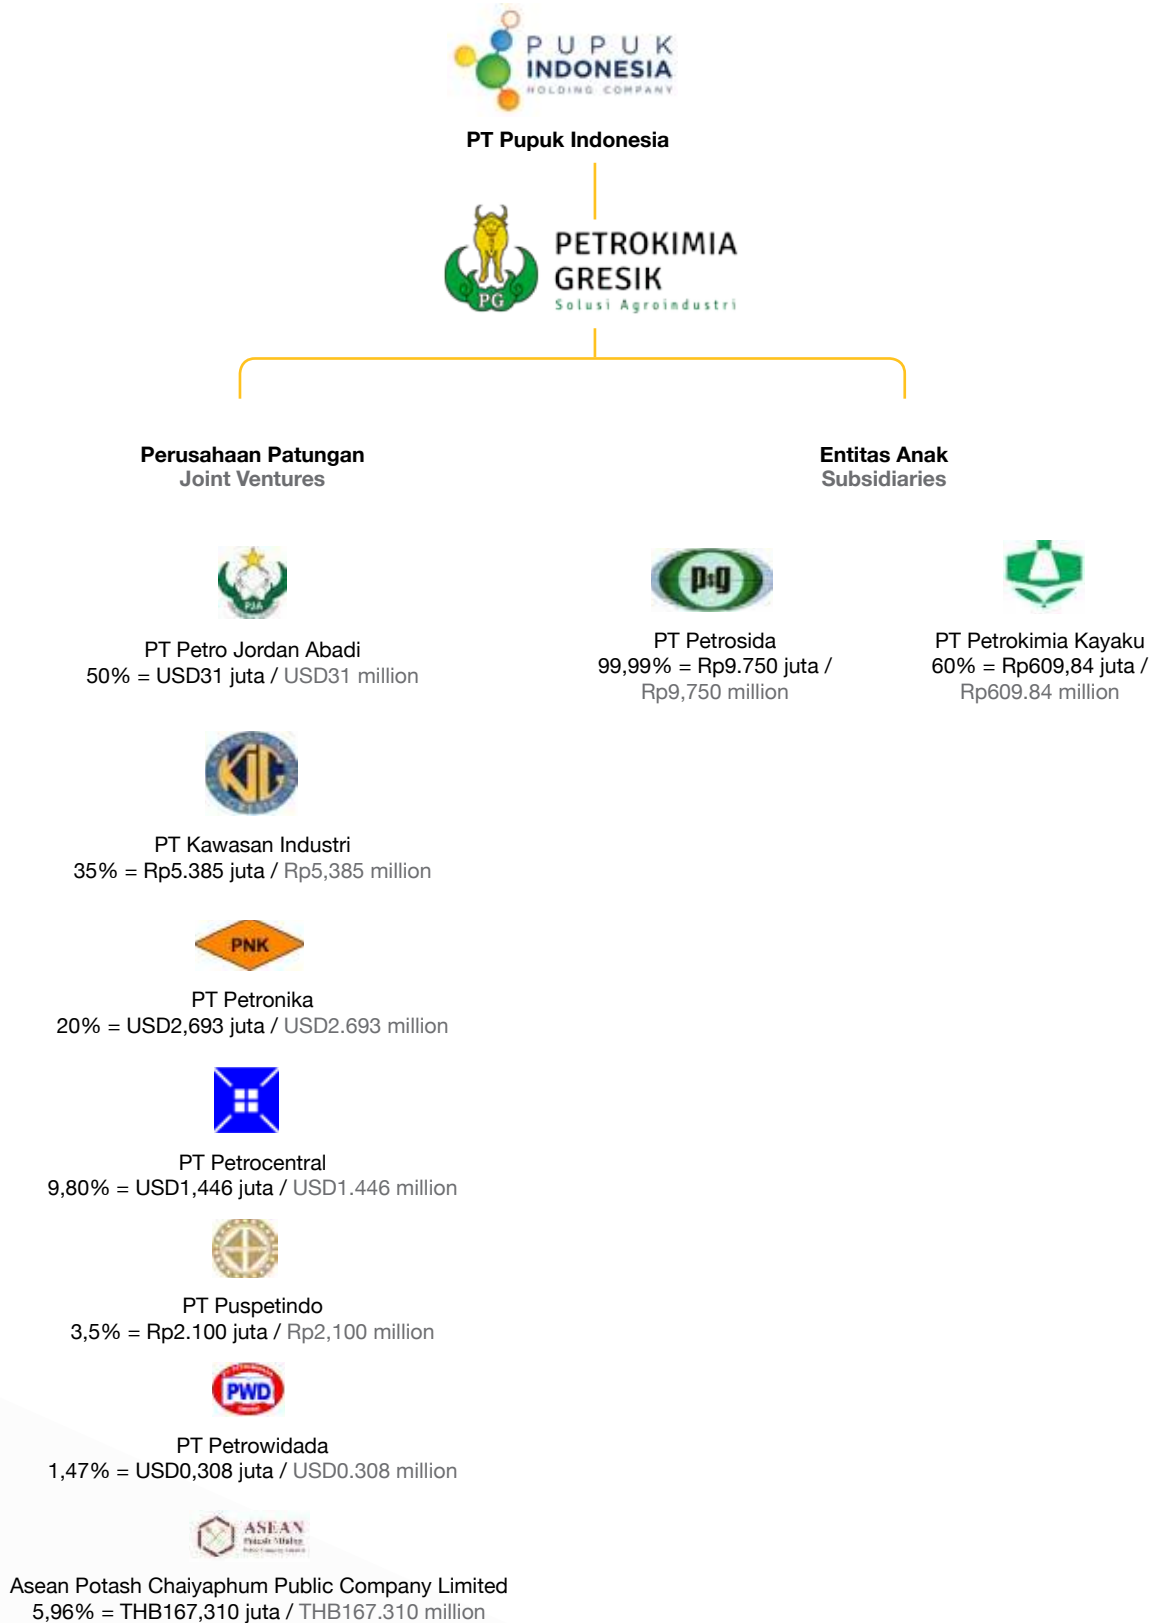 PUPUK
INDONESIA
HOLDING COMPANY
PT Pupuk Indonesia
PG
PETROKIMIA
GRESIK
Solusi Agroindustri
Perusahaan Patungan
Joint Ventures
Entitas Anak
Subsidiaries
PJA
PT Petro Jordan Abadi
50% = USD31 juta / USD31 million
KIG
GRESIK
PT Kawasan Industri
35% = Rp5.385 juta / Rp5,385 million
PNK
PT Petronika
20% = USD2,693 juta / USD2.693 million
PT Petrocentral
9,80% = USD1,446 juta / USD1.446 million
PT Puspetindo
3,5% = Rp2.100 juta / Rp2,100 million
PWD
PT Petrowidada
1,47% = USD0,308 juta / USD0.308 million
ASEAN
Potash Mining
Asean Potash Chaiyaphum Public Company Limited
5,96% = THB167,310 juta / THB167.310 million
PT Petrosida
99,99% = Rp9.750 juta /
Rp9,750 million
PT Petrokimia Kayaku
60% = Rp609,84 juta /
Rp609.84 million